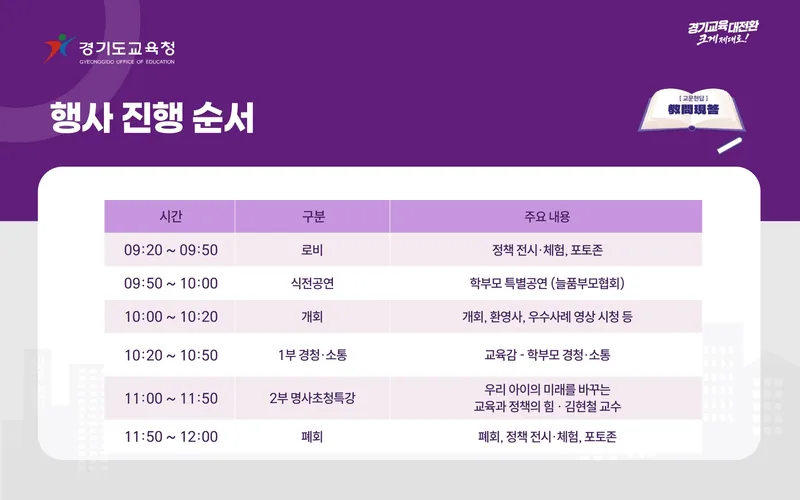 경기도교육청
GYEONGGIDO OFFICE OF EDUCATION
경기교육 대전환
크게 제대로!
행사 진행 순서
[ 교문현답 ]
敎問現答
시간 구분 주요 내용
09:20 ~ 09:50 로비 정책 전시·체험, 포토존
09:50 ~ 10:00 식전공연 학부모 특별공연 (늘품부모협회)
10:00 ~ 10:20 개회 개회, 환영사, 우수사례 영상 시청 등
10:20 ~ 10:50 1부 경청·소통 교육감 - 학부모 경청·소통
11:00 ~ 11:50 2부 명사초청특강 우리 아이의 미래를 바꾸는
교육과 정책의 힘 · 김현철 교수
11:50 ~ 12:00 폐회 폐회, 정책 전시·체험, 포토존